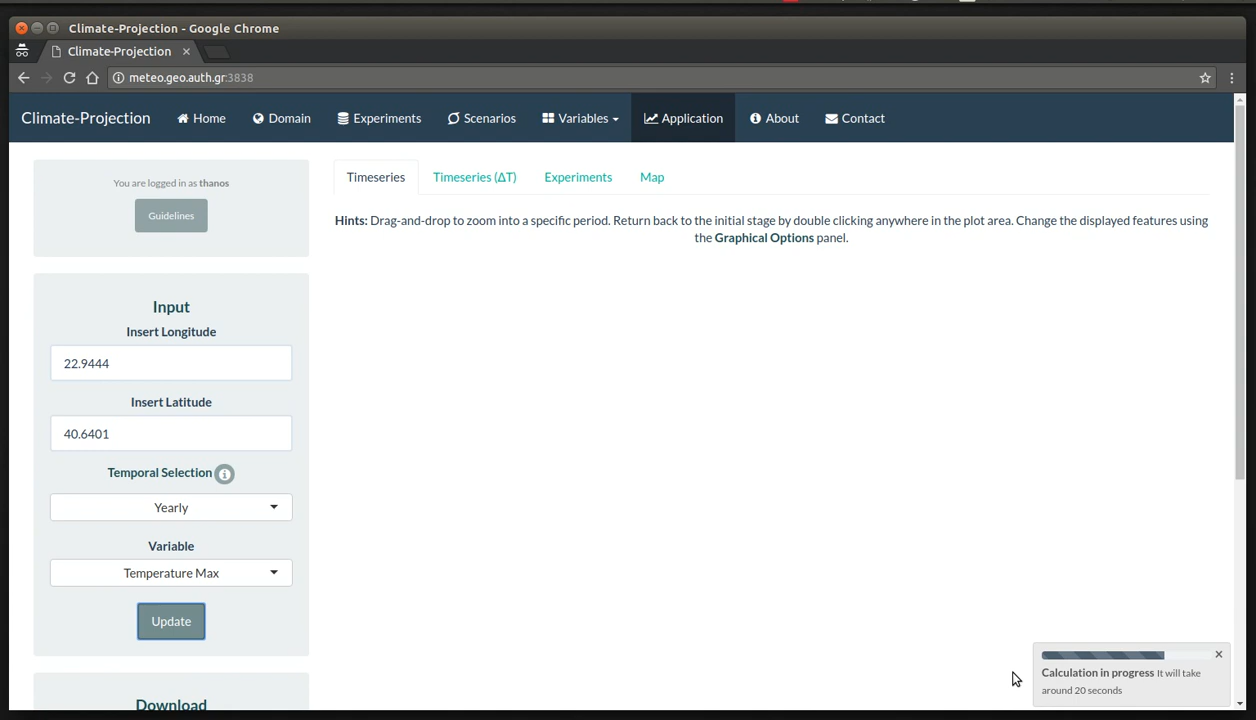 Climate-Projection - Google Chrome
Climate-Projection
meteo.geo.auth.gr:3838
Climate-Projection Home Domain Experiments Scenarios Variables Application About Contact
You are logged in as thanos
Guidelines
Input
Insert Longitude
22.9444
Insert Latitude
40.6401
Temporal Selection
Yearly
Variable
Temperature Max
Update
Download
Timeseries Timeseries (ΔT) Experiments Map
Hints: Drag-and-drop to zoom into a specific period. Return back to the initial stage by double clicking anywhere in the plot area. Change the displayed features using
the Graphical Options panel.
Calculation in progress It will take
around 20 seconds